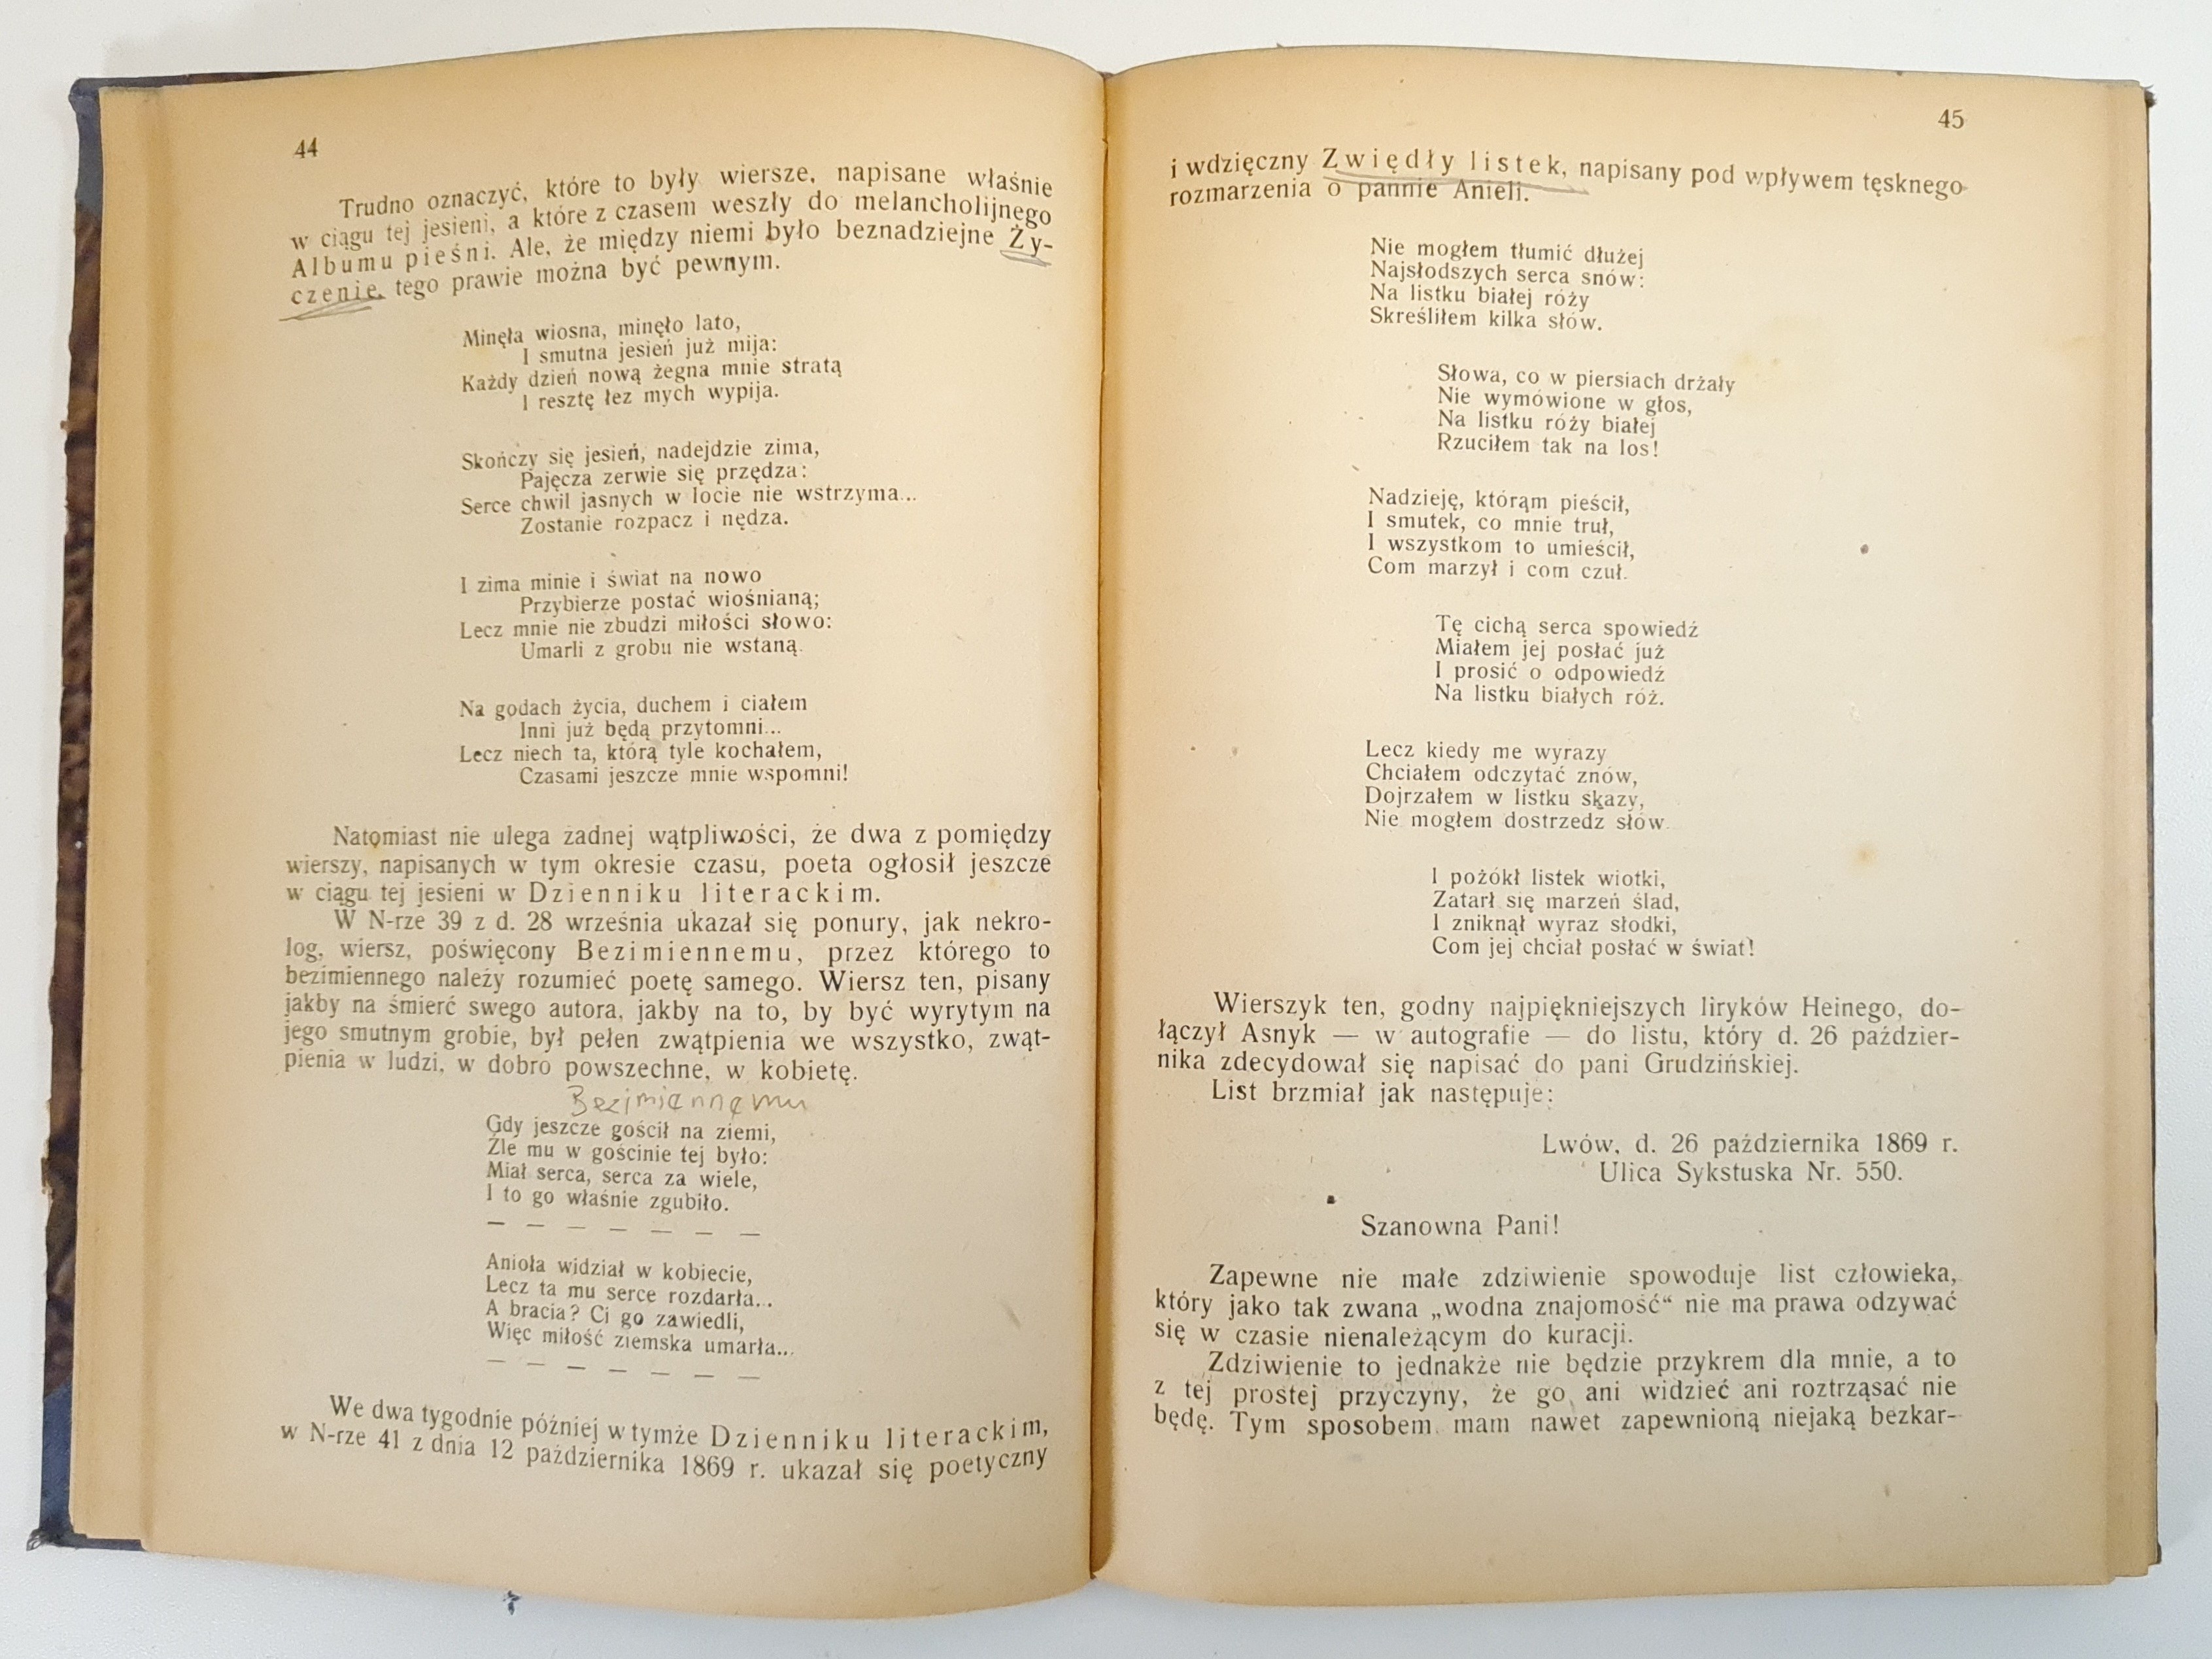 44
Trudno oznaczyć, które to były wiersze, napisane właśnie
w ciągu tej jesieni, a które z czasem weszły do melancholijnego
Albumu pieśni. Ale, że między niemi było beznadziejne Ży-
czenie, tego prawie można być pewnym.
Minęła wiosna, minęło lato,
I smutna jesień już mija:
Każdy dzień nową żegna mnie stratą
I resztę łez mych wypija.
Skończy się jesień, nadejdzie zima,
Pajęcza zerwie się przędza:
Serce chwil jasnych w locie nie wstrzyma...
Zostanie rozpacz i nędza.
I zima minie i świat na nowo
Przybierze postać wiośnianą;
Lecz mnie nie zbudzi miłości słowo:
Umarli z grobu nie wstaną.
Na godach życia, duchem i ciałem
Inni już będą przytomni...
Lecz niech ta, którą tyle kochałem,
Czasami jeszcze mnie wspomni!
Natomiast nie ulega żadnej wątpliwości, że dwa z pomiędzy
wierszy, napisanych w tym okresie czasu, poeta ogłosił jeszcze
w ciągu tej jesieni w Dzienniku literackim.
W N-rze 39 z d. 28 września ukazał się ponury, jak nekro-
log, wiersz, poświęcony Bezimiennemu, przez którego to
bezimiennego należy rozumieć poetę samego. Wiersz ten, pisany
jakby na śmierć swego autora, jakby na to, by być wyrytym na
jego smutnym grobie, był pełen zwątpienia we wszystko, zwąt-
pienia w ludzi, w dobro powszechne, w kobietę.
Bezimiennemu
Gdy jeszcze gościł na ziemi,
Źle mu w gościnie tej było:
Miał serca, serca za wiele,
I to go właśnie zgubiło.
— — — — — — —
Anioła widział w kobiecie,
Lecz ta mu serce rozdarła...
A bracia? Ci go zawiedli,
Więc miłość ziemska umarła...
— — — — — — —
We dwa tygodnie później w tymże Dzienniku literackim,
w N-rze 41 z dnia 12 października 1869 r. ukazał się poetyczny
45
i wdzięczny Zwiędły listek, napisany pod wpływem tęsknego
rozmarzenia o pannie Anieli.
Nie mogłem tłumić dłużej
Najsłodszych serca snów:
Na listku białej róży
Skreśliłem kilka słów.
Słowa, co w piersiach drżały
Nie wymówione w głos,
Na listku róży białej
Rzuciłem tak na los!
Nadzieję, którąm pieścił,
I smutek, co mnie truł,
I wszystkom to umieścił,
Com marzył i com czuł.
Tę cichą serca spowiedź
Miałem jej posłać już
I prosić o odpowiedź
Na listku białych róż.
Lecz kiedy me wyrazy
Chciałem odczytać znów,
Dojrzałem w listku skazy,
Nie mogłem dostrzedz słów.
I pożókł listek wiotki,
Zatarł się marzeń ślad,
I zniknął wyraz słodki,
Com jej chciał posłać w świat!
Wierszyk ten, godny najpiękniejszych liryków Heinego, do-
łączył Asnyk — w autografie — do listu, który d. 26 paździer-
nika zdecydował się napisać do pani Grudzińskiej.
List brzmiał jak następuje:
Lwów, d. 26 października 1869 r.
Ulica Sykstuska Nr. 550.
Szanowna Pani!
Zapewne nie małe zdziwienie spowoduje list człowieka,
który jako tak zwana „wodna znajomość“ nie ma prawa odzywać
się w czasie nienależącym do kuracji.
Zdziwienie to jednakże nie będzie przykrem dla mnie, a to
z tej prostej przyczyny, że go ani widzieć ani roztrząsać nie
będę. Tym sposobem mam nawet zapewnioną niejaką bezkar-